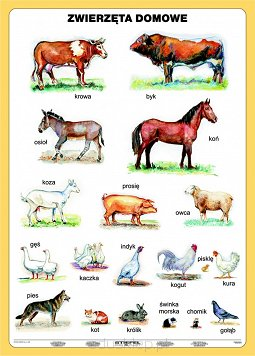 ZWIERZĘTA DOMOWE
krowa
byk
osioł
koń
koza
prosię
owca
gęś
kaczka
indyk
kogut
pisklę
kura
pies
kot
królik
świnka
morska
chomik
gołąb
STIEFEL